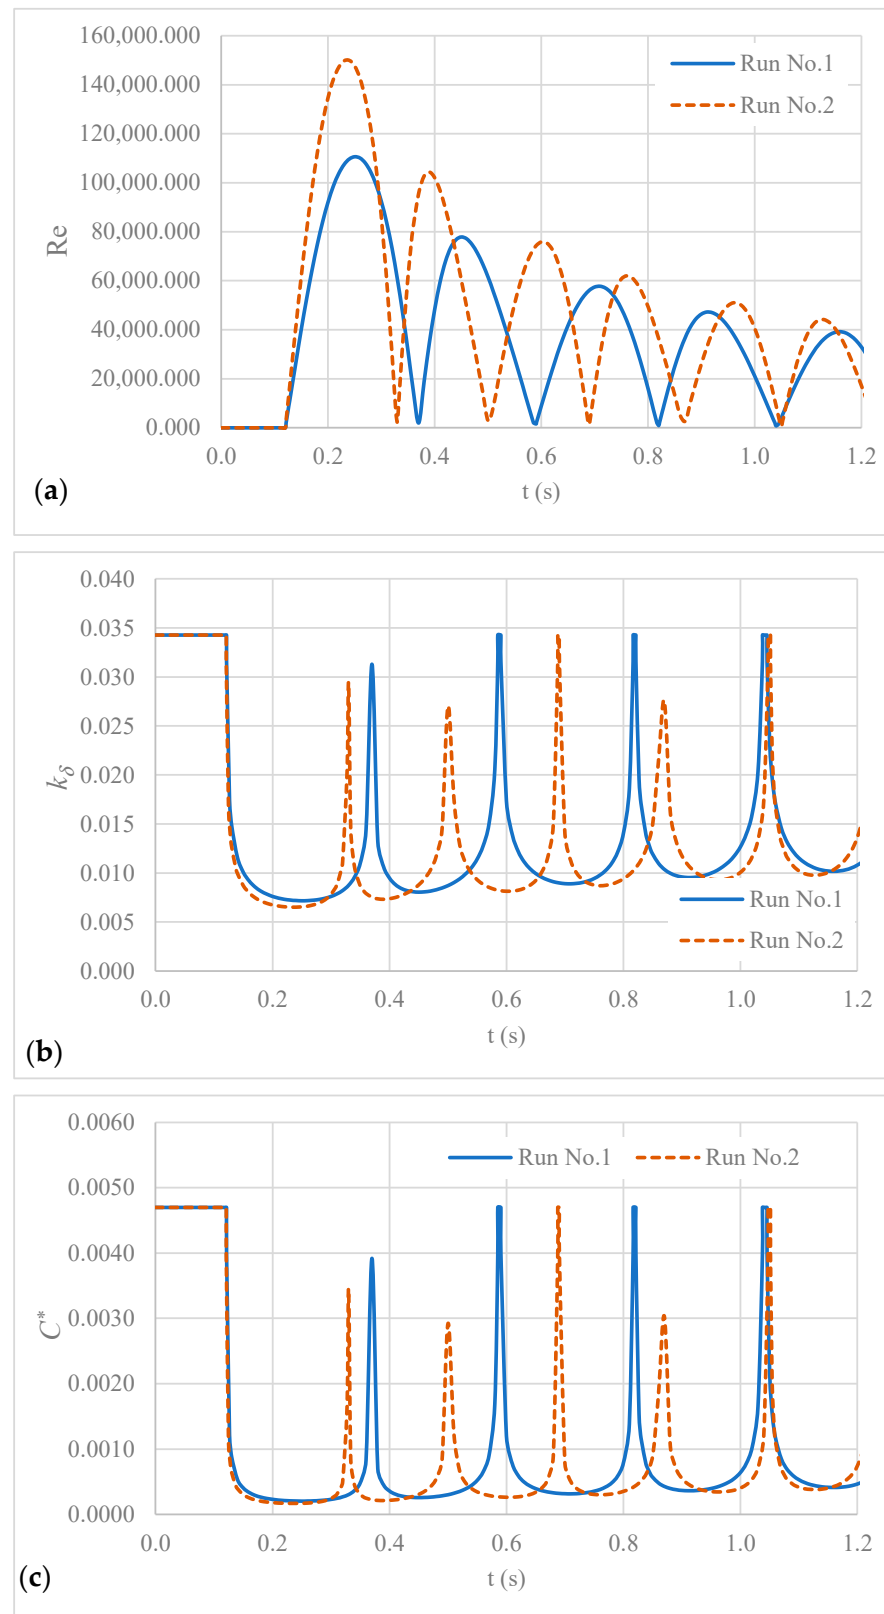 160,000.000
140,000.000
120,000.000
100,000.000
80,000.000
60,000.000
40,000.000
20,000.000
0.000
Re
Run No.1
Run No.2
0.0 0.2 0.4 0.6 0.8 1.0 1.2
t (s)
(a)
0.040
0.035
0.030
0.025
0.020
0.015
0.010
0.005
0.000
kδ
Run No.1
Run No.2
0.0 0.2 0.4 0.6 0.8 1.0 1.2
t (s)
(b)
0.0060
0.0050
0.0040
0.0030
0.0020
0.0010
0.0000
C*
Run No.1 Run No.2
0.0 0.2 0.4 0.6 0.8 1.0 1.2
t (s)
(c)